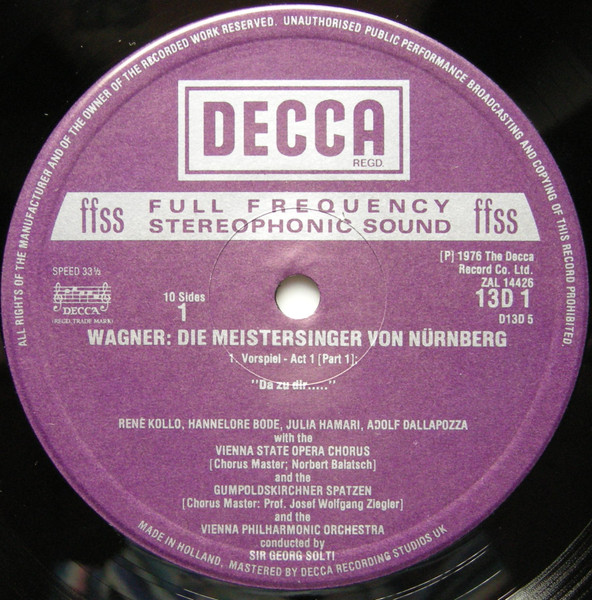 ALL RIGHTS OF THE MANUFACTURER AND OF THE OWNER OF THE RECORDED WORK RESERVED. UNAUTHORISED PUBLIC PERFORMANCE BROADCASTING AND COPYING OF THIS RECORD PROHIBITED.
DECCA
REGD.
ffss FULL FREQUENCY STEREOPHONIC SOUND ffss
[P] 1976 The Decca
Record Co. Ltd.
SPEED 33⅓
ZAL 14426
DECCA
(REGD. TRADE MARK)
10 Sides
1
13D 1
D13D 5
WAGNER: DIE MEISTERSINGER VON NÜRNBERG
1. Vorspiel - Act 1 [Part 1]:
"Da zu dir....."
RENÈ KOLLO, HANNELORE BODE, JULIA HAMARI, ADOLF DALLAPOZZA
with the
VIENNA STATE OPERA CHORUS
[Chorus Master; Norbert Balatsch]
and the
GUMPOLDSKIRCHNER SPATZEN
[Chorus Master: Prof. Josef Wolfgang Ziegler]
and the
VIENNA PHILHARMONIC ORCHESTRA
conducted by
SIR GEORG SOLTI
MADE IN HOLLAND, MASTERED BY DECCA RECORDING STUDIOS UK